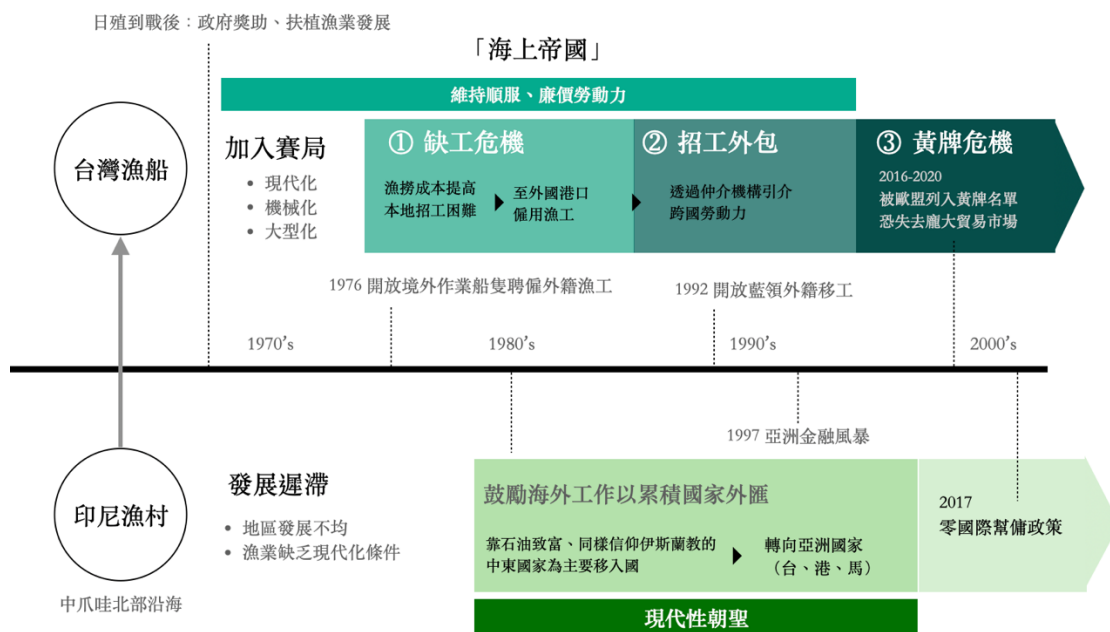 日殖到戰後：政府獎助、扶植漁業發展
「海上帝國」
維持順服、廉價勞動力
台灣漁船
加入賽局
• 現代化
• 機械化
• 大型化
① 缺工危機
漁撈成本提高
本地招工困難
至外國港口
僱用漁工
② 招工外包
透過仲介機構引介
跨國勞動力
③ 黃牌危機
2016-2020
被歐盟列入黃牌名單
恐失去龐大貿易市場
1976 開放境外作業船隻聘僱外籍漁工
1992 開放藍領外籍移工
1970’s
1980’s
1990’s
2000’s
1997 亞洲金融風暴
印尼漁村
中爪哇北部沿海
發展遲滯
• 地區發展不均
• 漁業缺乏現代化條件
鼓勵海外工作以累積國家外匯
靠石油致富、同樣信仰伊斯蘭教的
中東國家為主要移入國
轉向亞洲國家
（台、港、馬）
2017
零國際幫傭政策
現代性朝聖